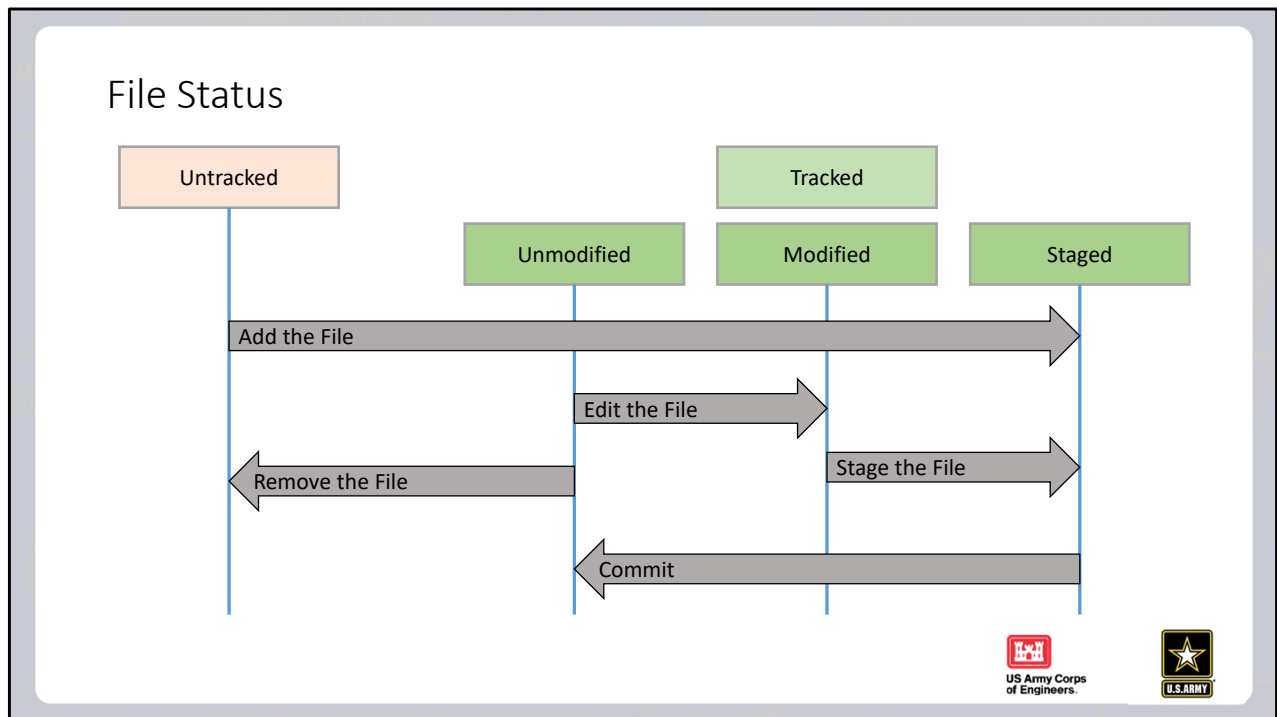 File Status
Untracked
Tracked
Unmodified
Modified
Staged
Add the File
Edit the File
Remove the File
Stage the File
Commit
US Army Corps
of Engineers.
U.S.ARMY